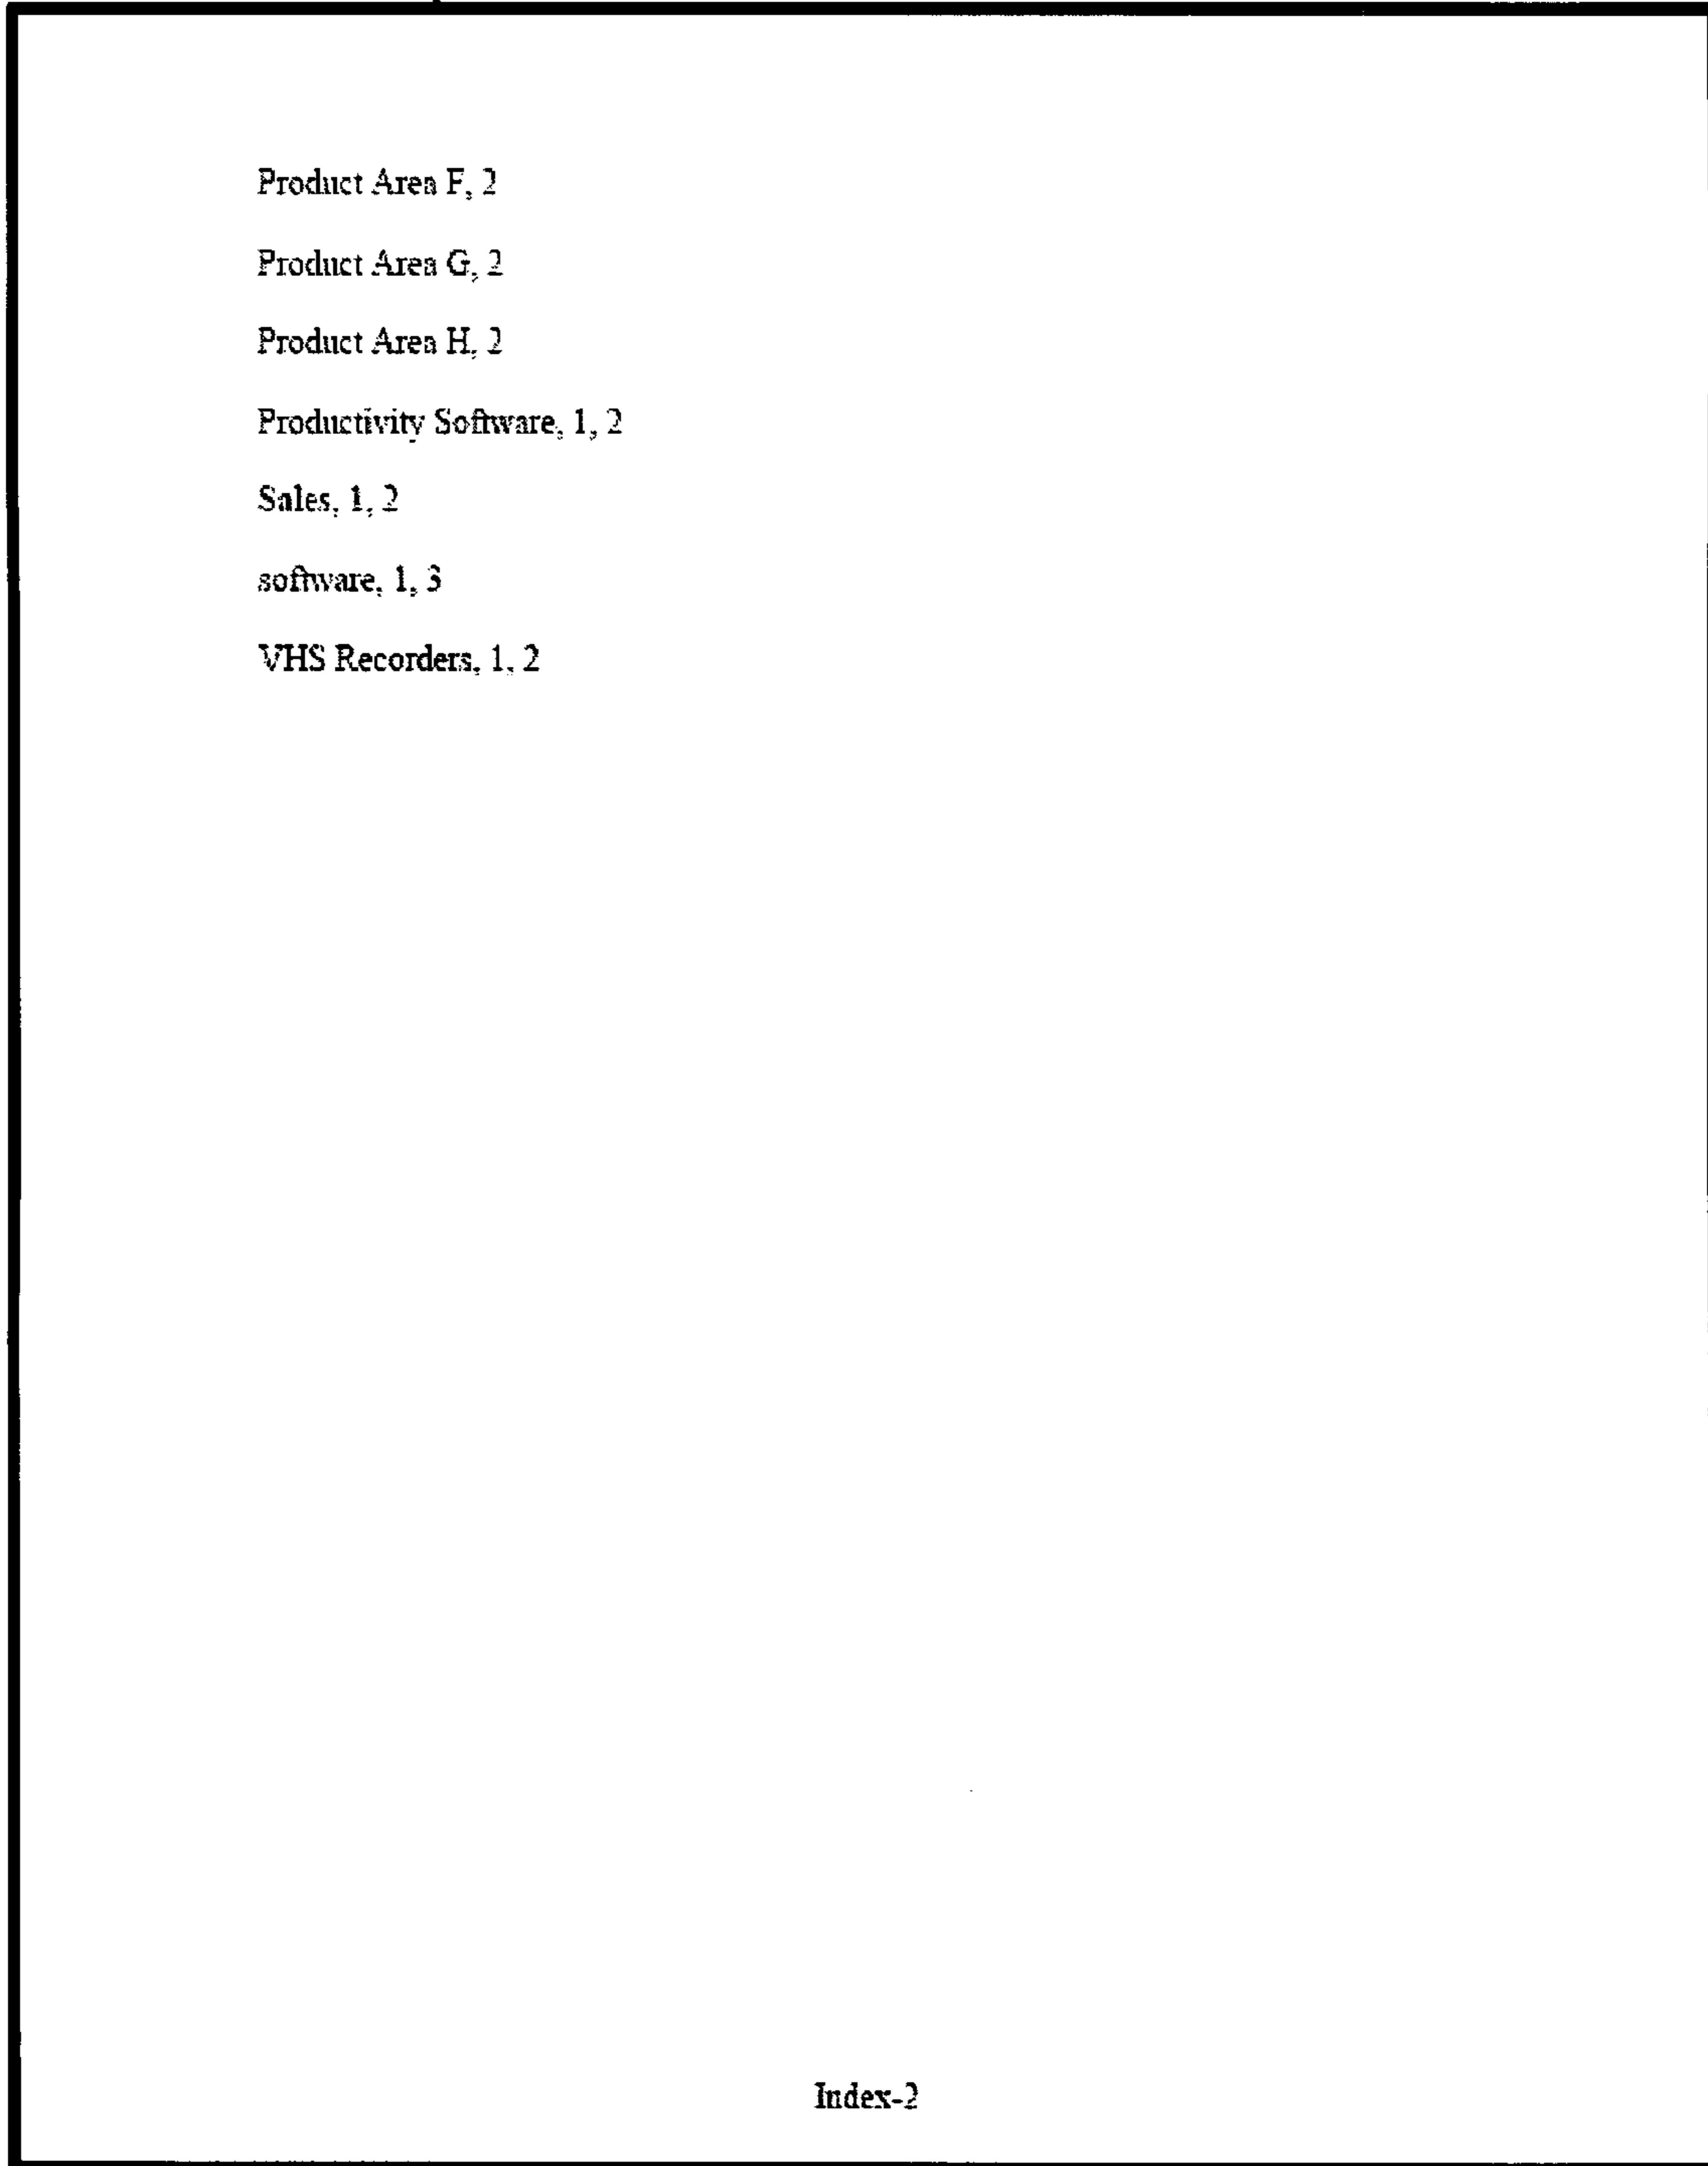 Product Area F, 2
Product Area G, 2
Product Area H, 2
Productivity Software, 1, 2
Sales, 1, 2
software, 1, 3
VHS Recorders, 1, 2
Index-2